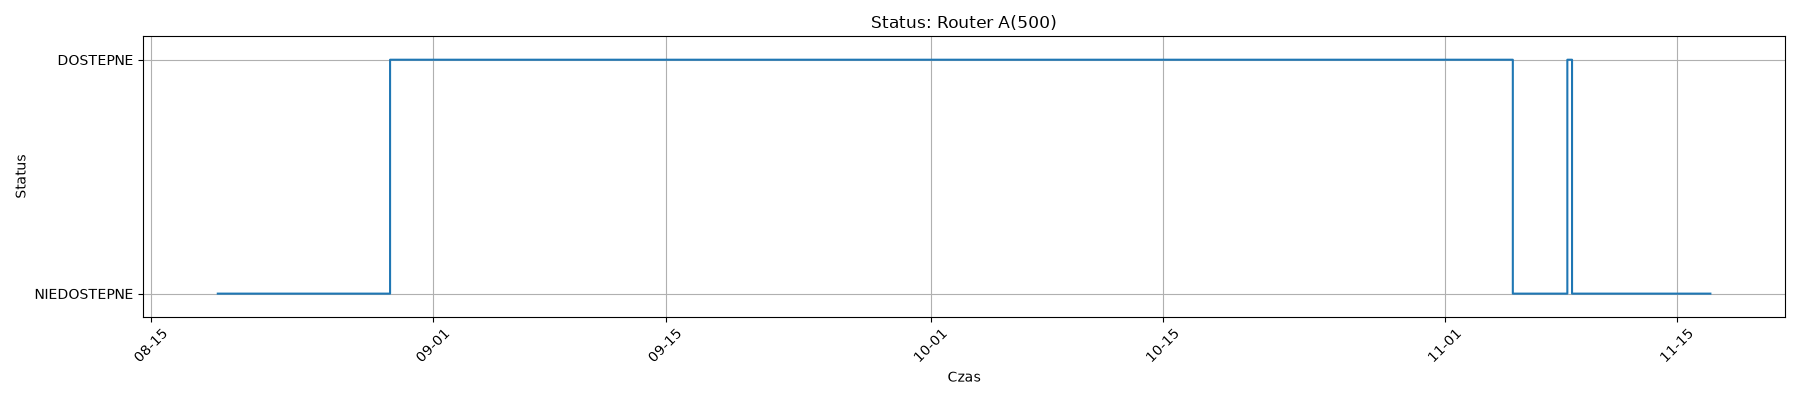 Status: Router A(500)
DOSTEPNE
Status
NIEDOSTEPNE
08-15
09-01
09-15
10-01
10-15
11-01
11-15
Czas